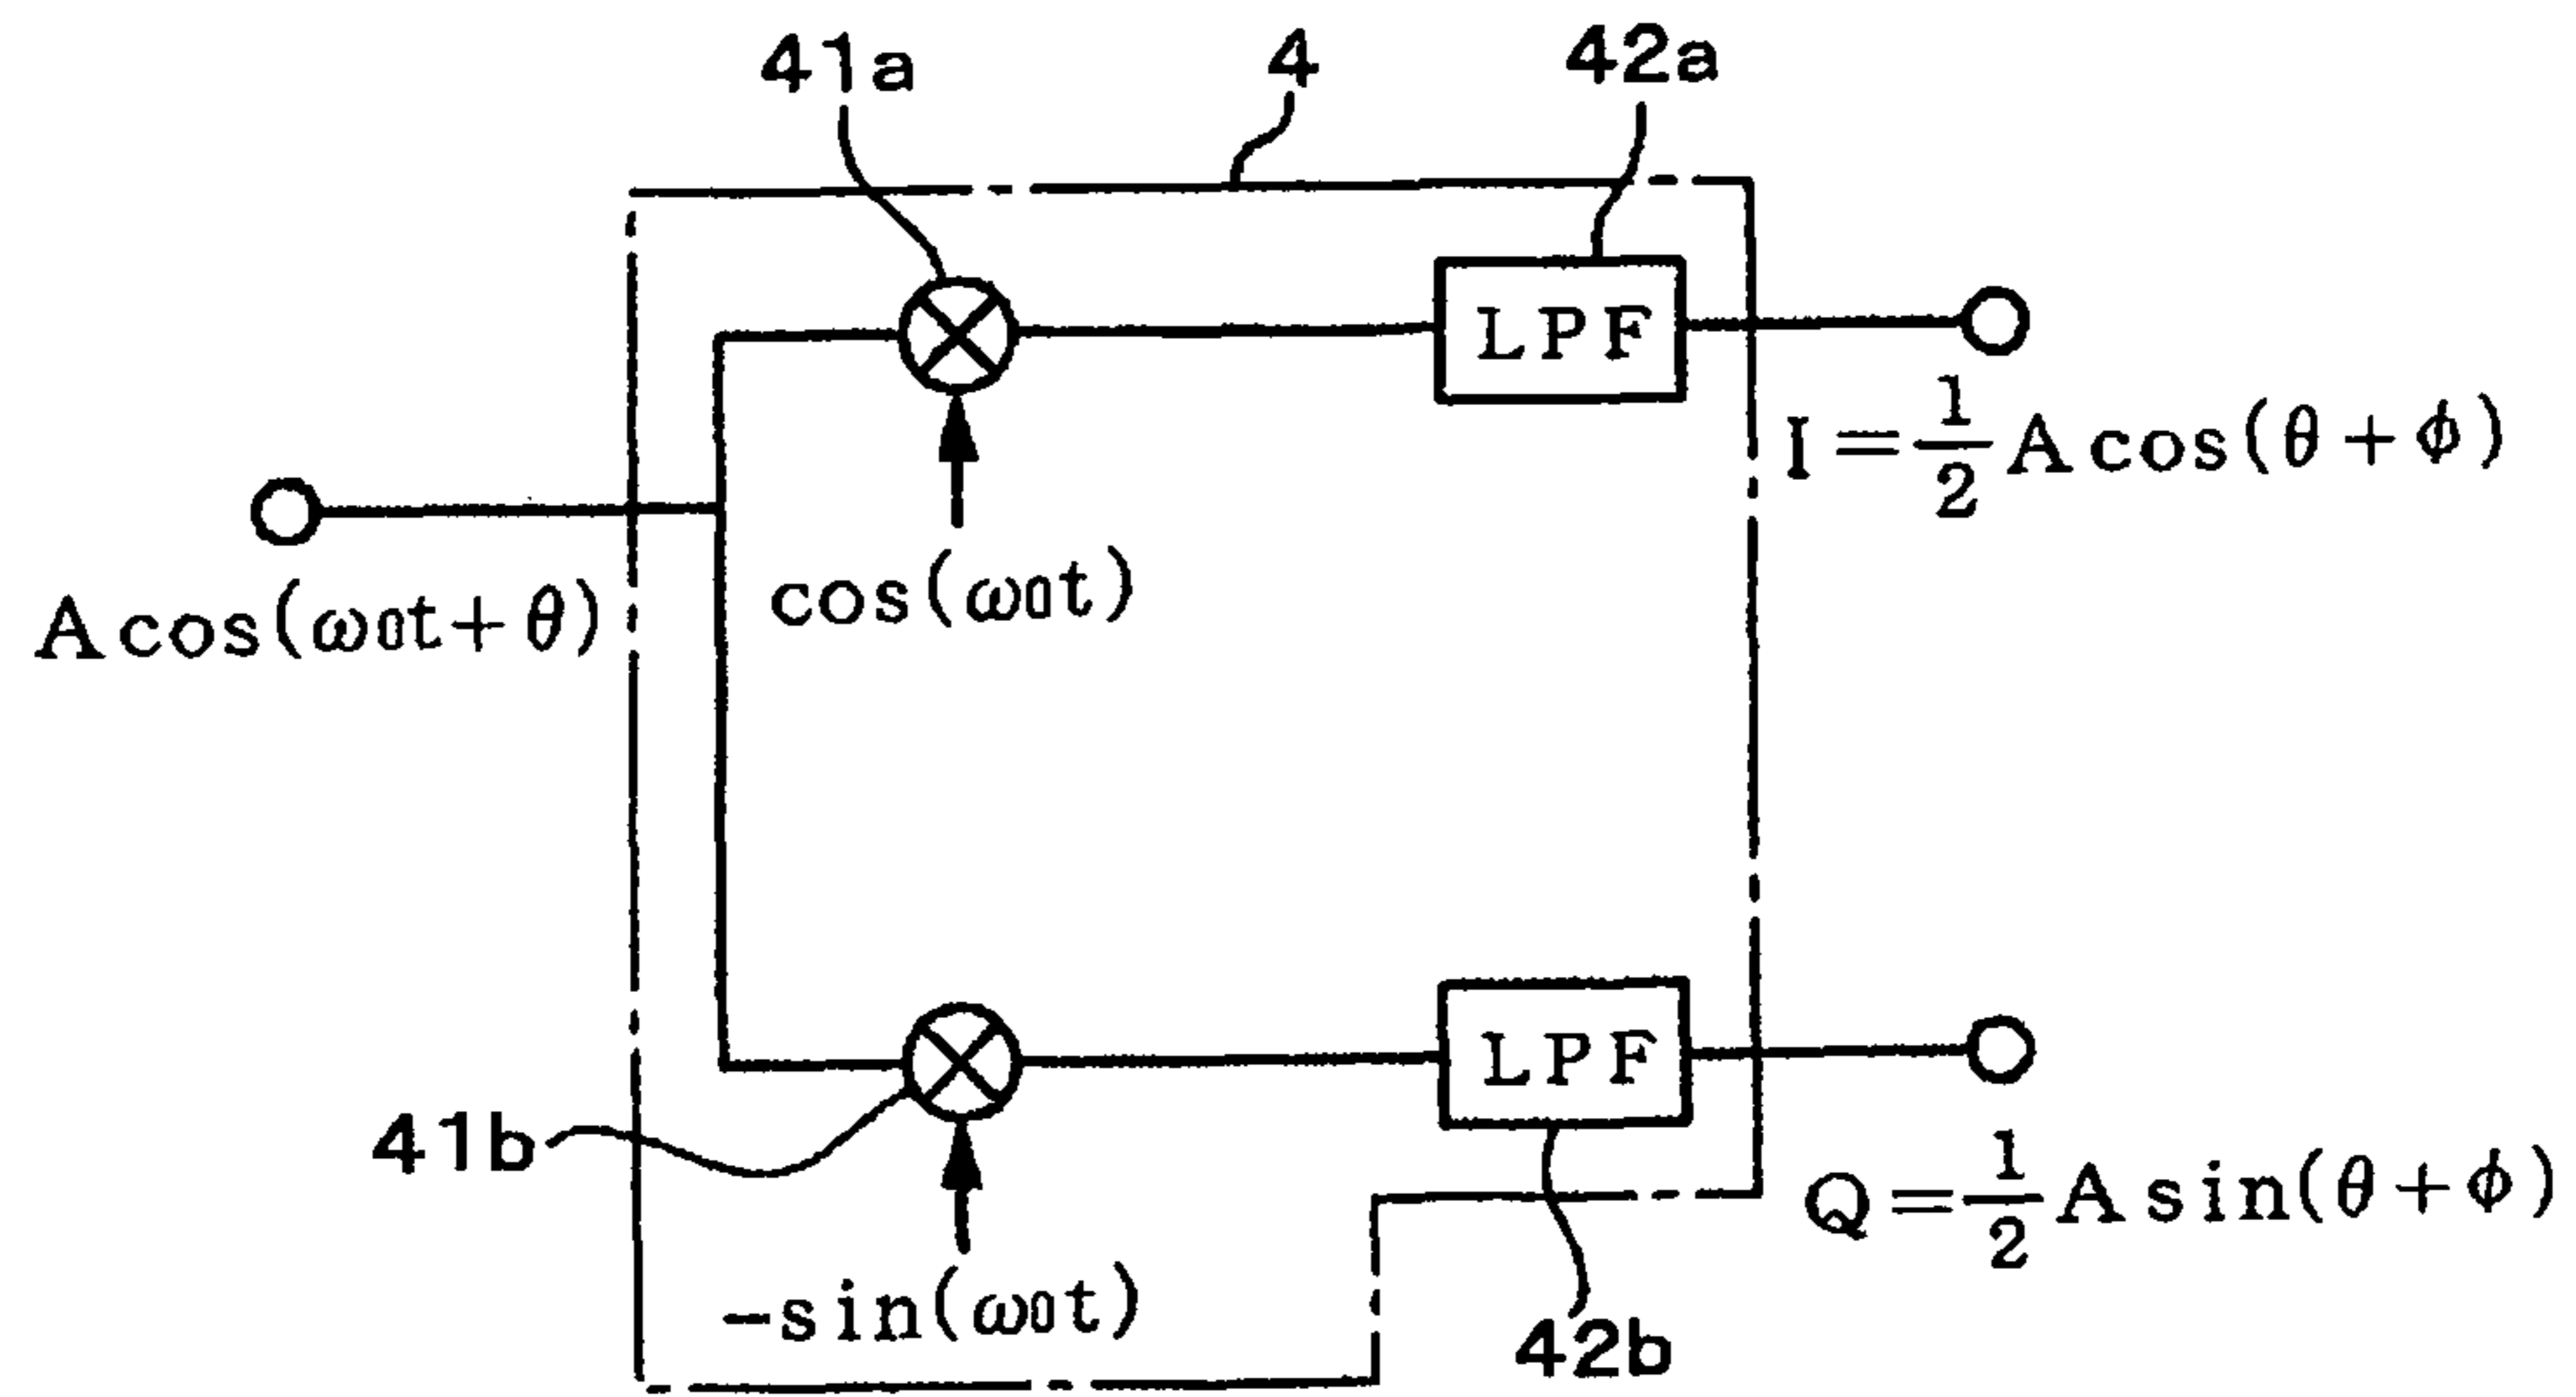 41a
4
42a
LPF
I=1/2 A cos(θ+φ)
A cos(ω0t+θ)
cos(ω0t)
LPF
41b
Q=1/2 A sin(θ+φ)
-sin(ω0t)
42b